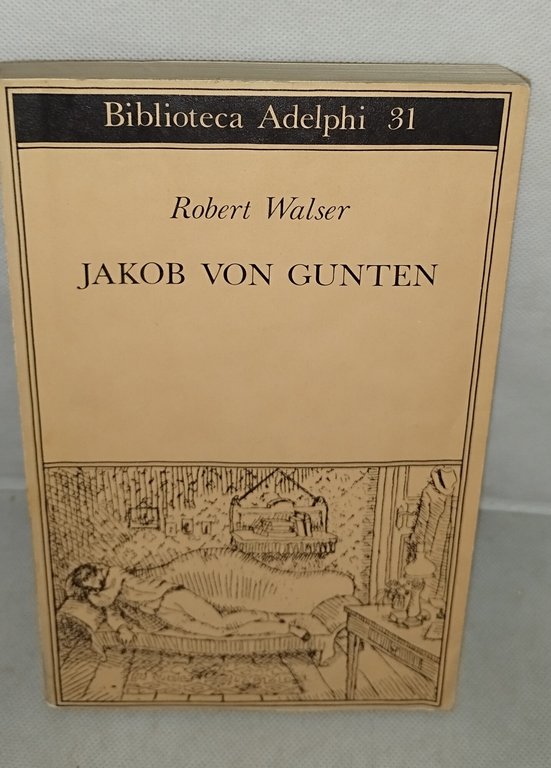 Biblioteca Adelphi 31
Robert Walser
JAKOB VON GUNTEN